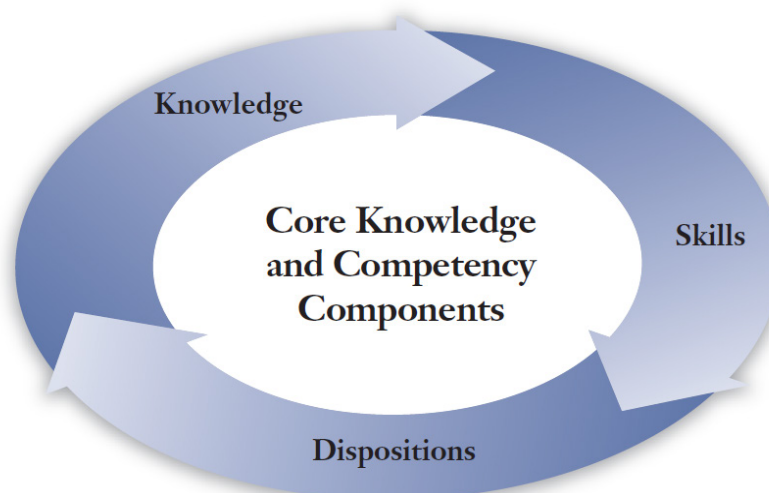 Knowledge
Core Knowledge
and Competency
Components
Skills
Dispositions